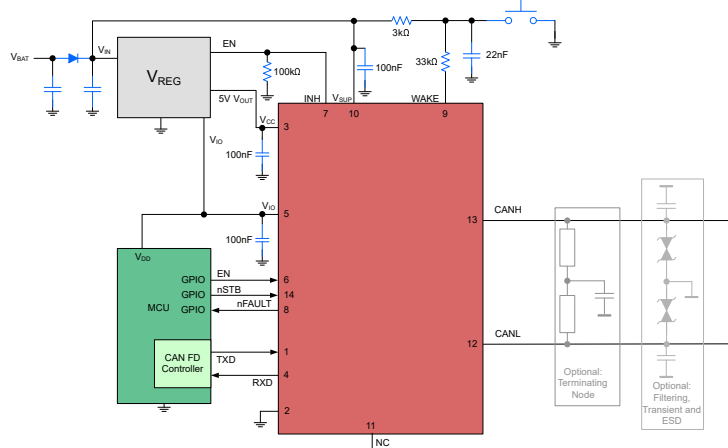 3kΩ
VBAT
VIN
EN
33kΩ
22nF
VREG
100kΩ
100nF
5V VOUT
INH
VSUP
WAKE
7
10
9
VCC
3
VIO
100nF
VIO
5
CANH
13
100nF
VDD
GPIO
EN
6
GPIO
nSTB
14
MCU
GPIO
nFAULT
8
CANL
12
CAN FD
Controller
TXD
1
RXD
4
Optional:
Terminating
Node
Optional:
Filtering,
Transient and
ESD
2
11
NC